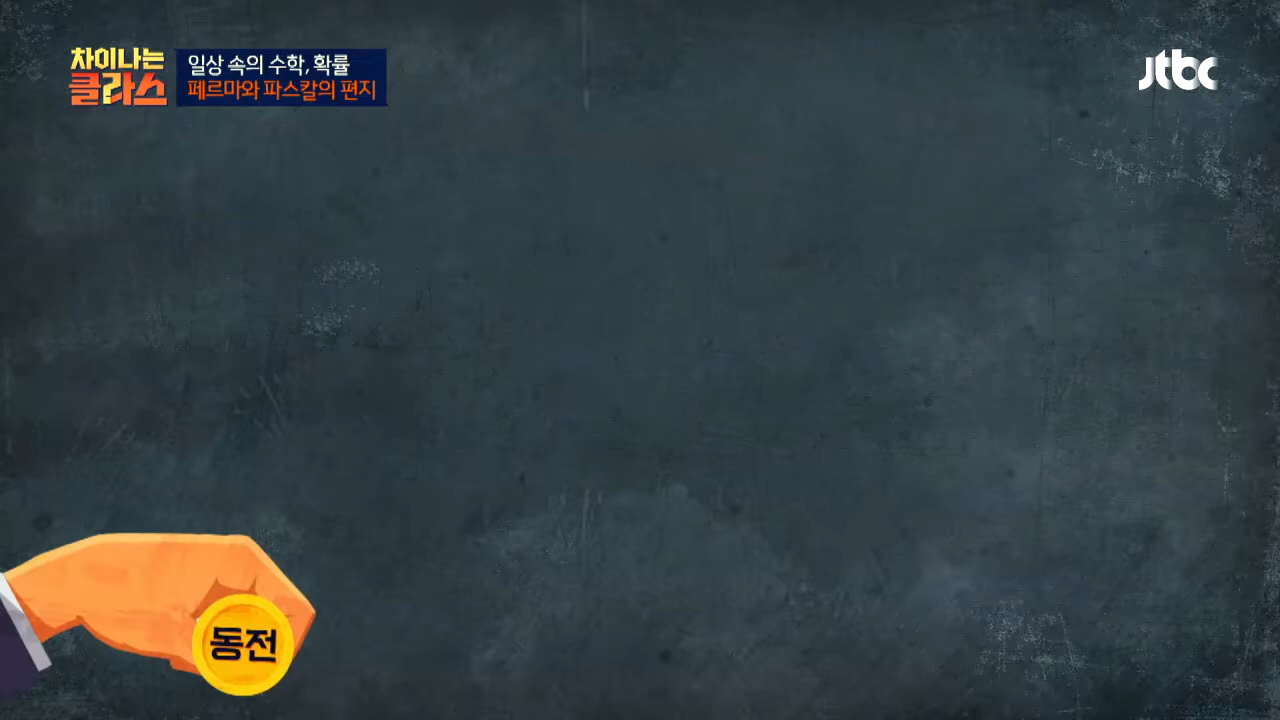 차이나는
클라스
일상 속의 수학, 확률
페르마와 파스칼의 편지
jtbc
동전